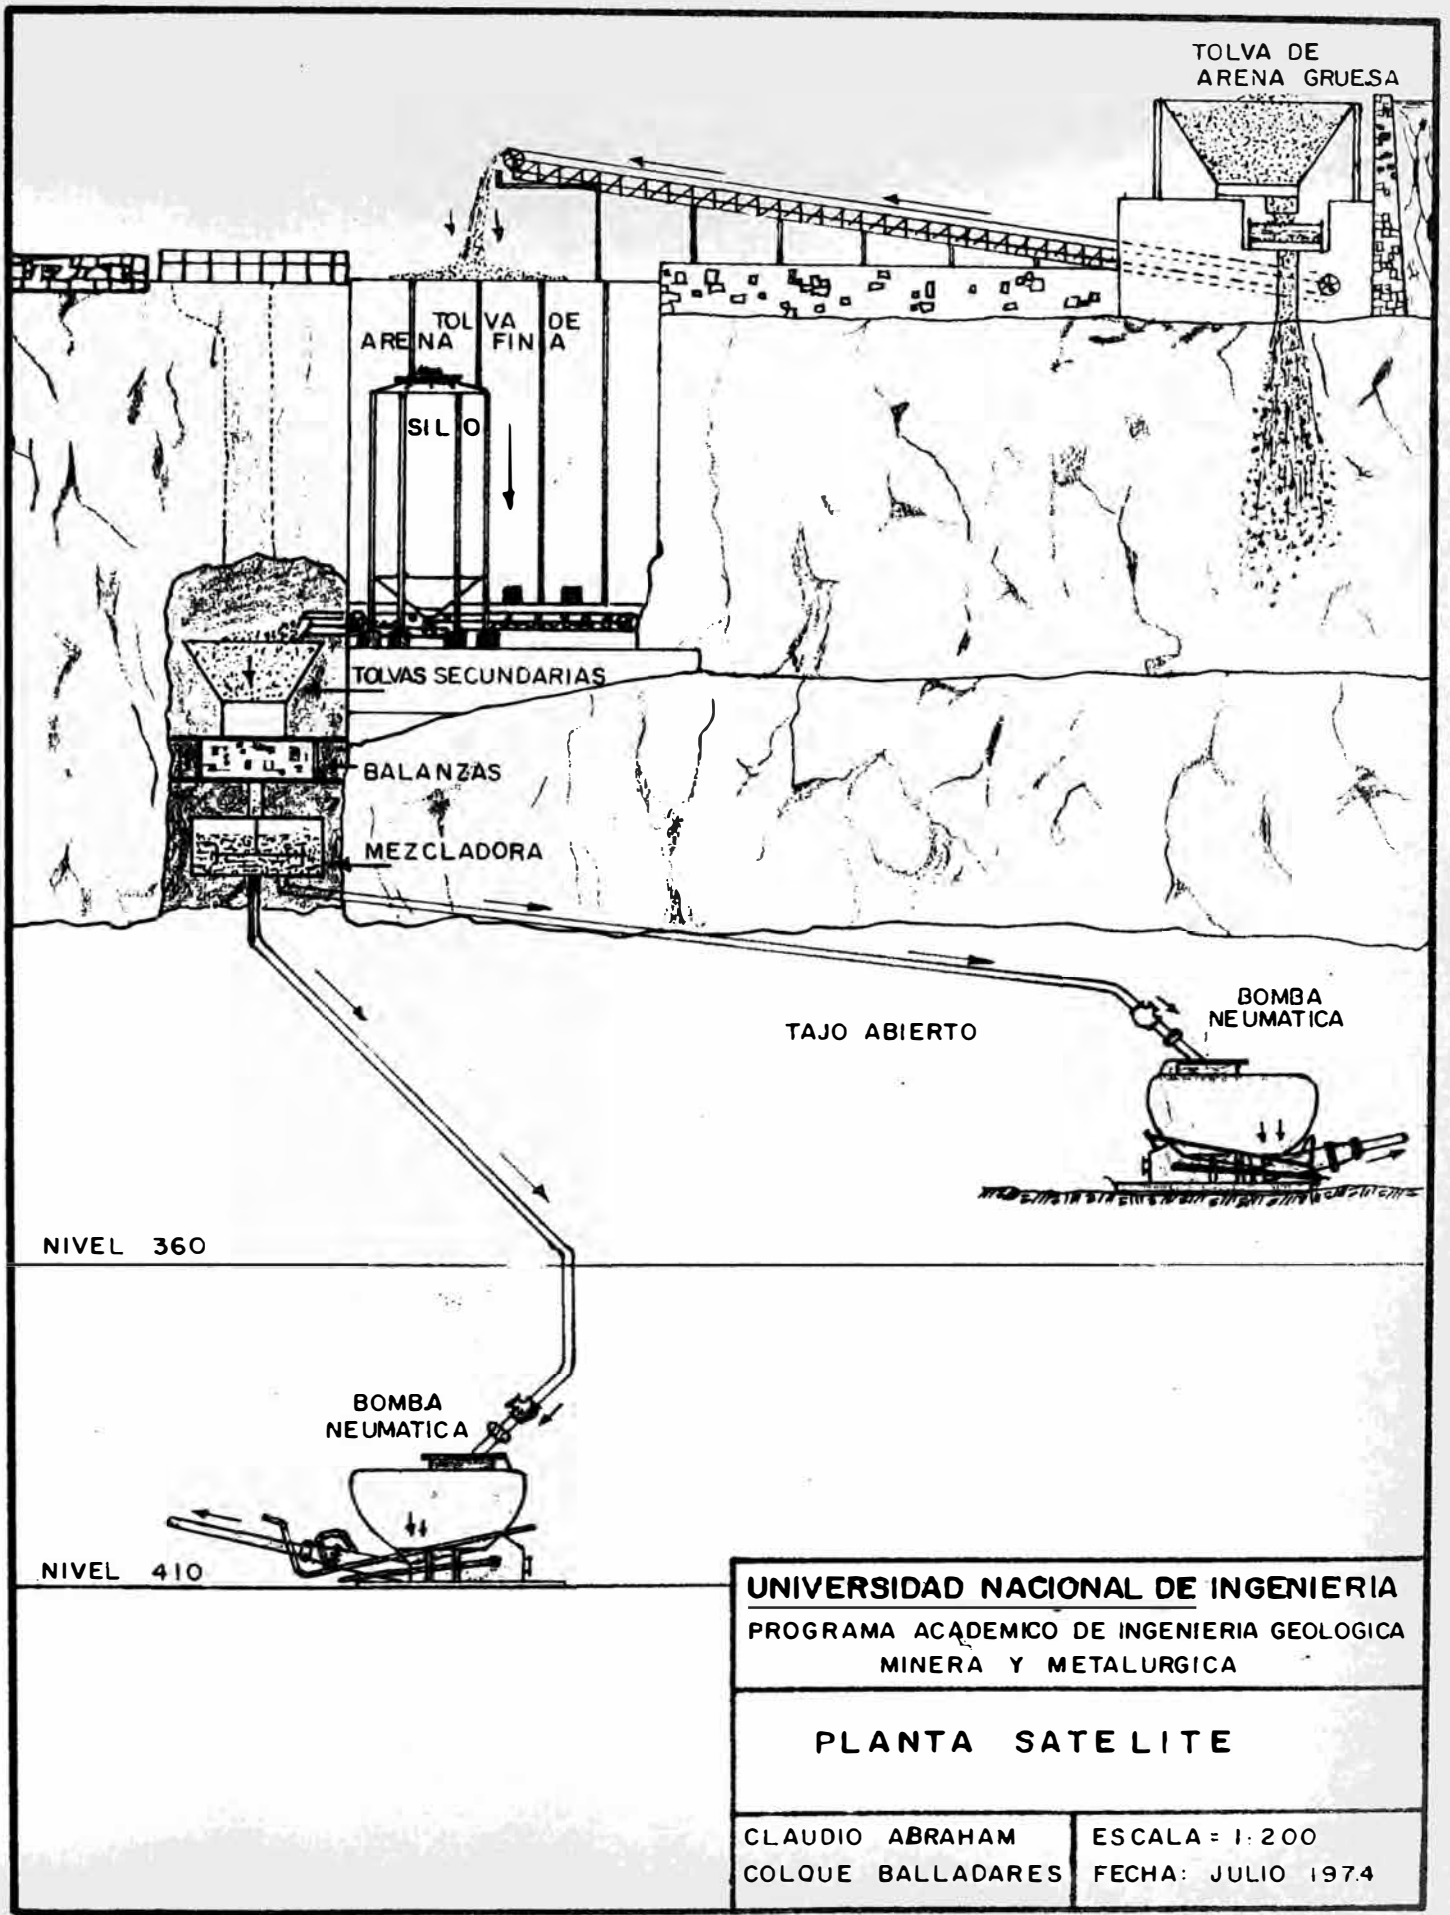 TOLVA DE
ARENA GRUESA
TOLVA DE
ARENA FINA
SILO
TOLVAS SECUNDARIAS
BALANZAS
MEZCLADORA
BOMBA
NEUMATICA
TAJO ABIERTO
NIVEL 360
BOMBA
NEUMATICA
NIVEL 410
UNIVERSIDAD NACIONAL DE INGENIERIA
PROGRAMA ACADEMICO DE INGENIERIA GEOLOGICA
MINERA Y METALURGICA
PLANTA SATELITE
CLAUDIO ABRAHAM
COLQUE BALLADARES
ESCALA = 1:200
FECHA: JULIO 1974